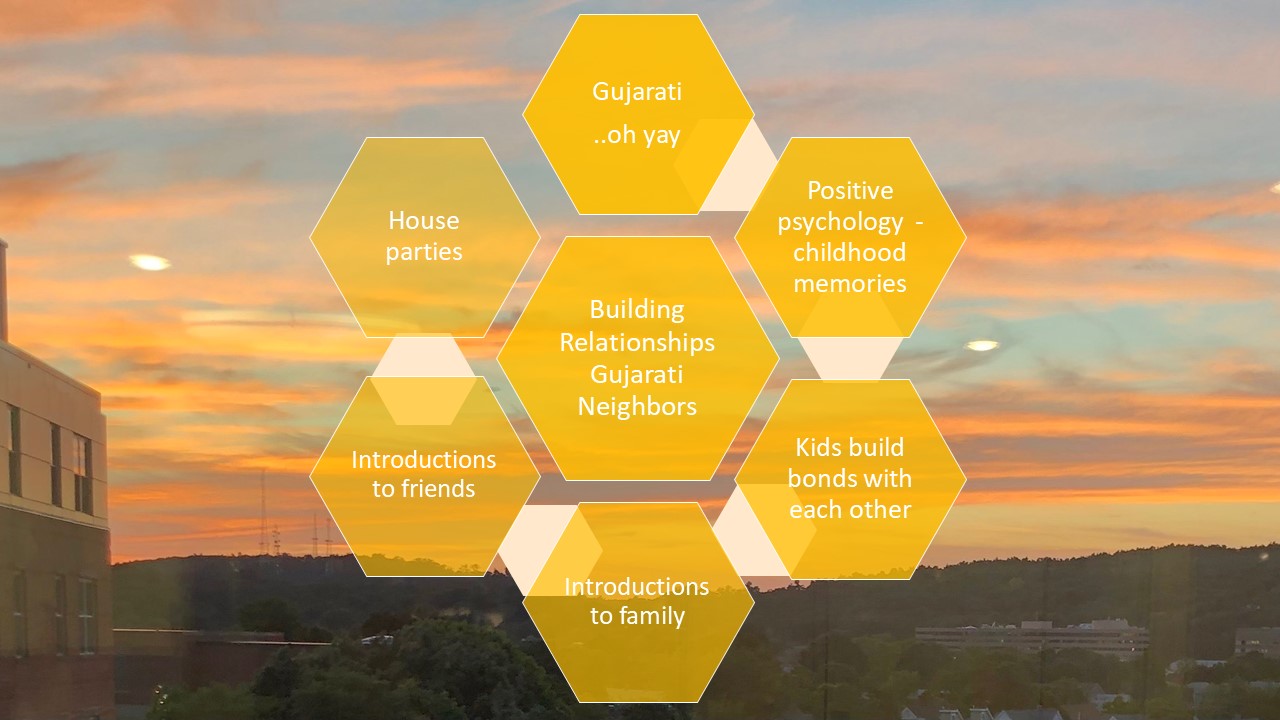 Gujarati
..oh yay
Positive
psychology -
childhood
memories
House
parties
Building
Relationships
Gujarati
Neighbors
Kids build
bonds with
each other
Introductions
to friends
Introductions
to family